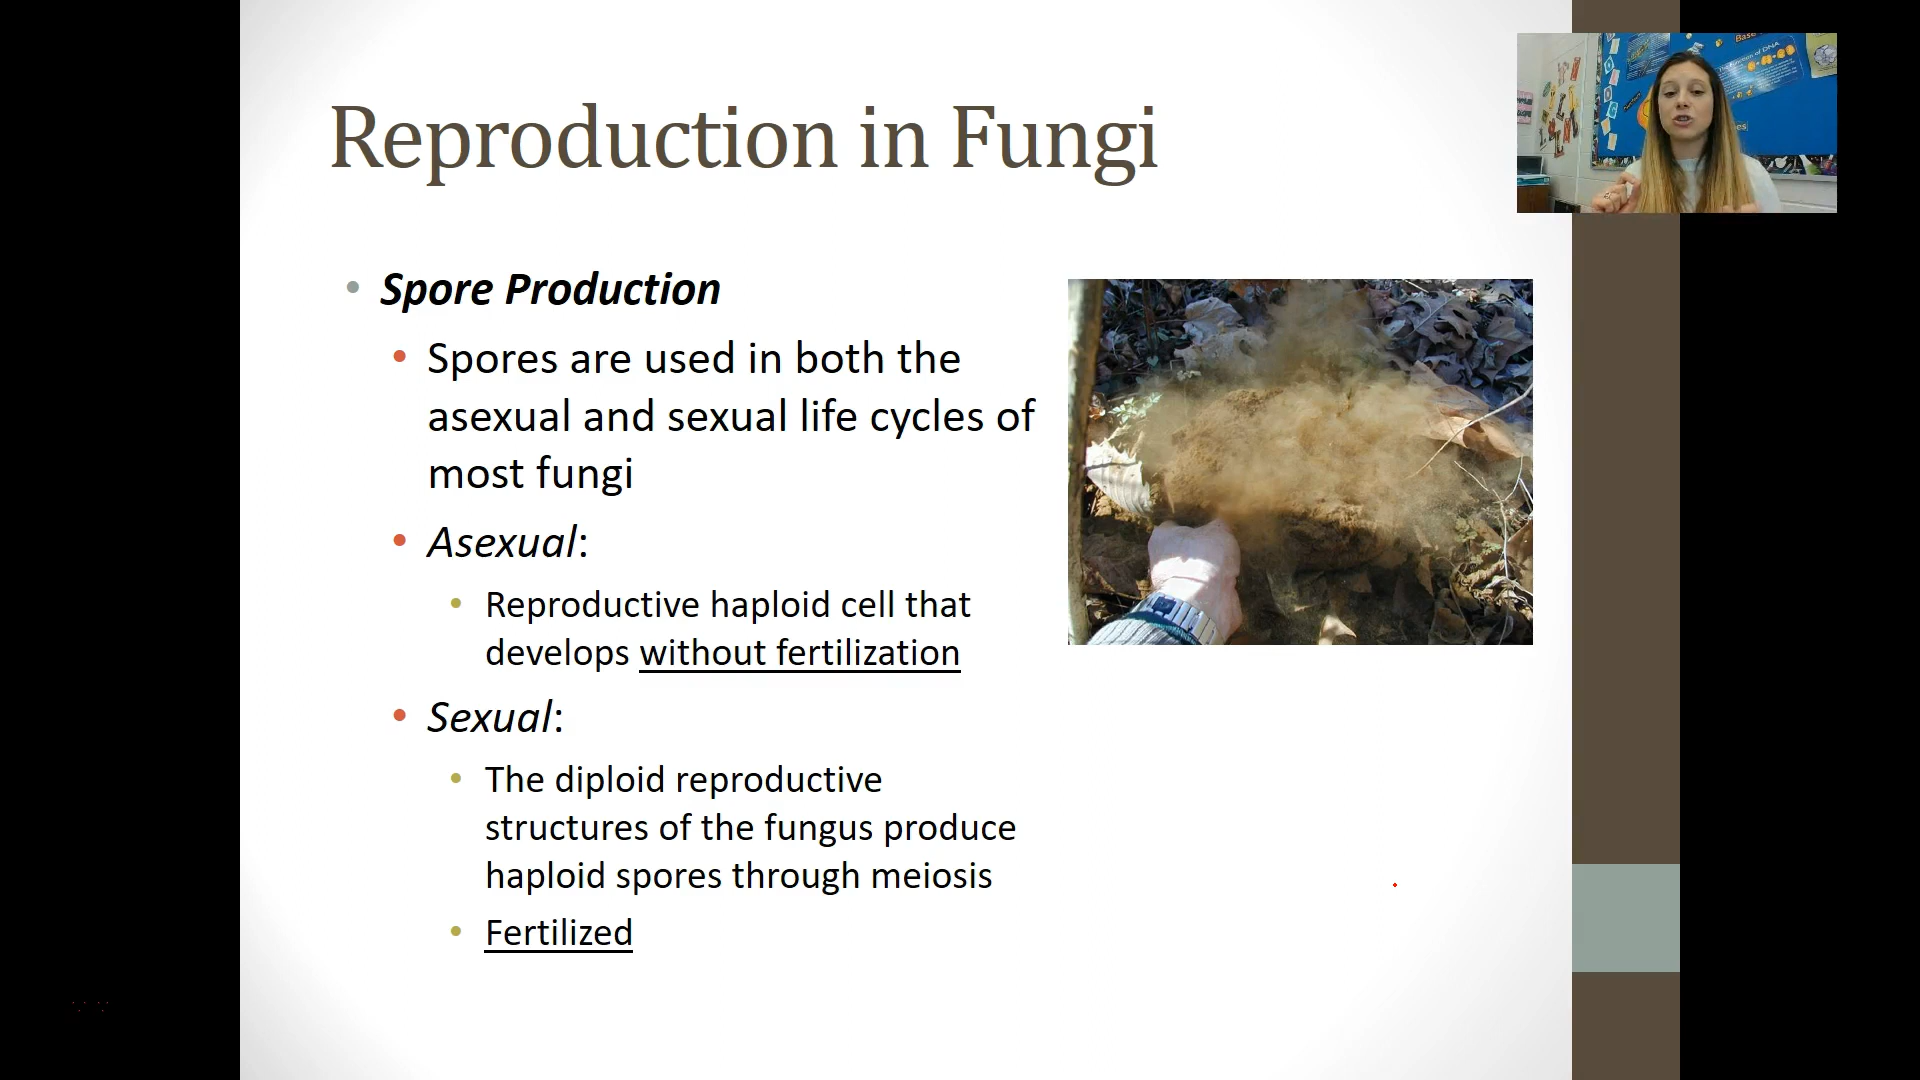 Reproduction in Fungi
Spore Production
Spores are used in both the
asexual and sexual life cycles of
most fungi
Asexual:
Reproductive haploid cell that
develops without fertilization
Sexual:
The diploid reproductive
structures of the fungus produce
haploid spores through meiosis
Fertilized